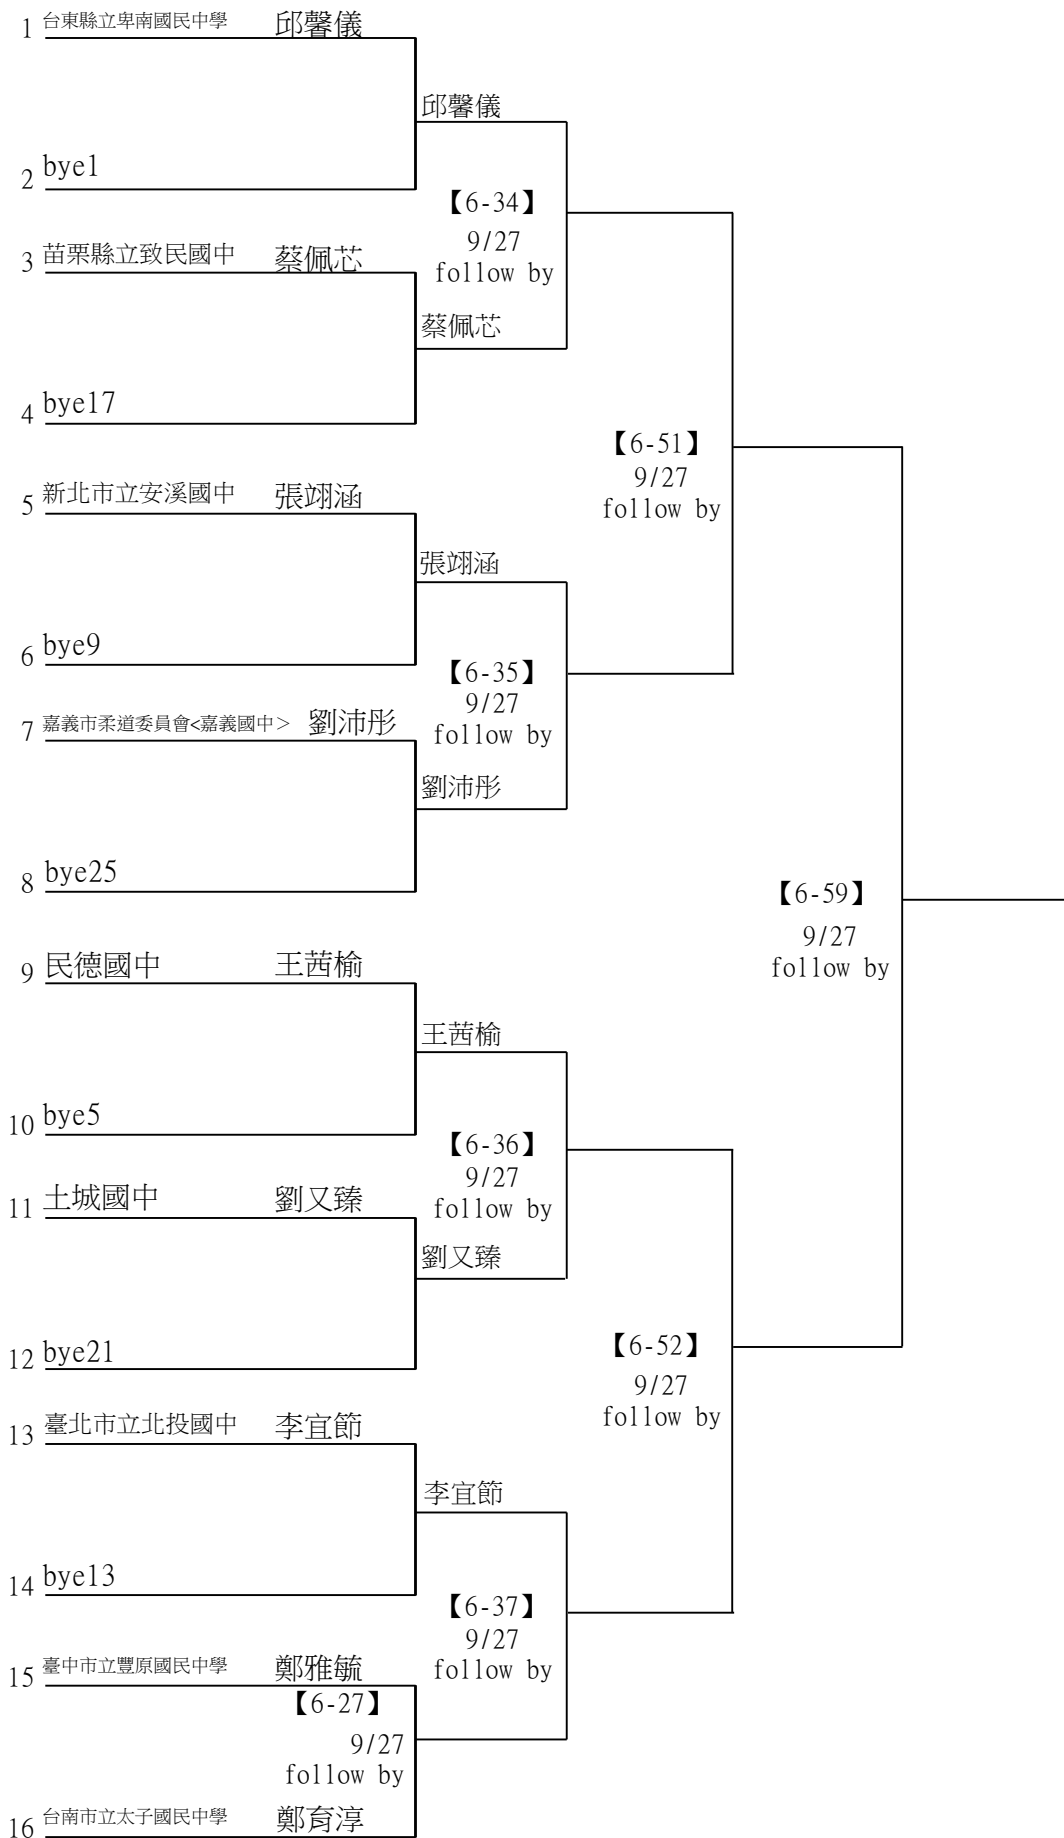 1 台東縣立卑南國民中學 邱馨儀
邱馨儀
2 bye1
【6-34】
9/27
follow by
3 苗栗縣立致民國中 蔡佩芯
蔡佩芯
4 bye17
【6-51】
9/27
follow by
5 新北市立安溪國中 張翊涵
張翊涵
6 bye9
【6-35】
9/27
follow by
7 嘉義市柔道委員會<嘉義國中> 劉沛彤
劉沛彤
8 bye25
【6-59】
9/27
follow by
9 民德國中 王茜榆
王茜榆
10 bye5
【6-36】
9/27
follow by
11 土城國中 劉又臻
劉又臻
12 bye21
【6-52】
9/27
follow by
13 臺北市立北投國中 李宜節
李宜節
14 bye13
【6-37】
9/27
follow by
15 臺中市立豐原國民中學 鄭雅毓
【6-27】
9/27
follow by
16 台南市立太子國民中學 鄭育淳